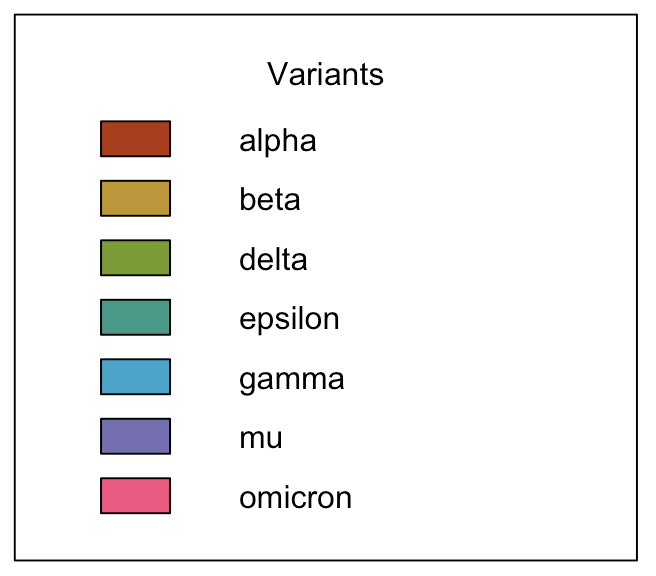 Variants
alpha
beta
delta
epsilon
gamma
mu
omicron